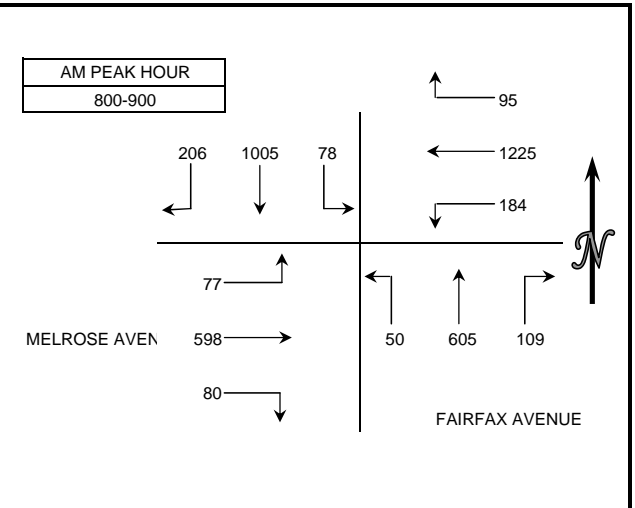 AM PEAK HOUR
800-900
95
206 1005 78 1225
184
N
77
MELROSE AVEN 598 50 605 109
80
FAIRFAX AVENUE